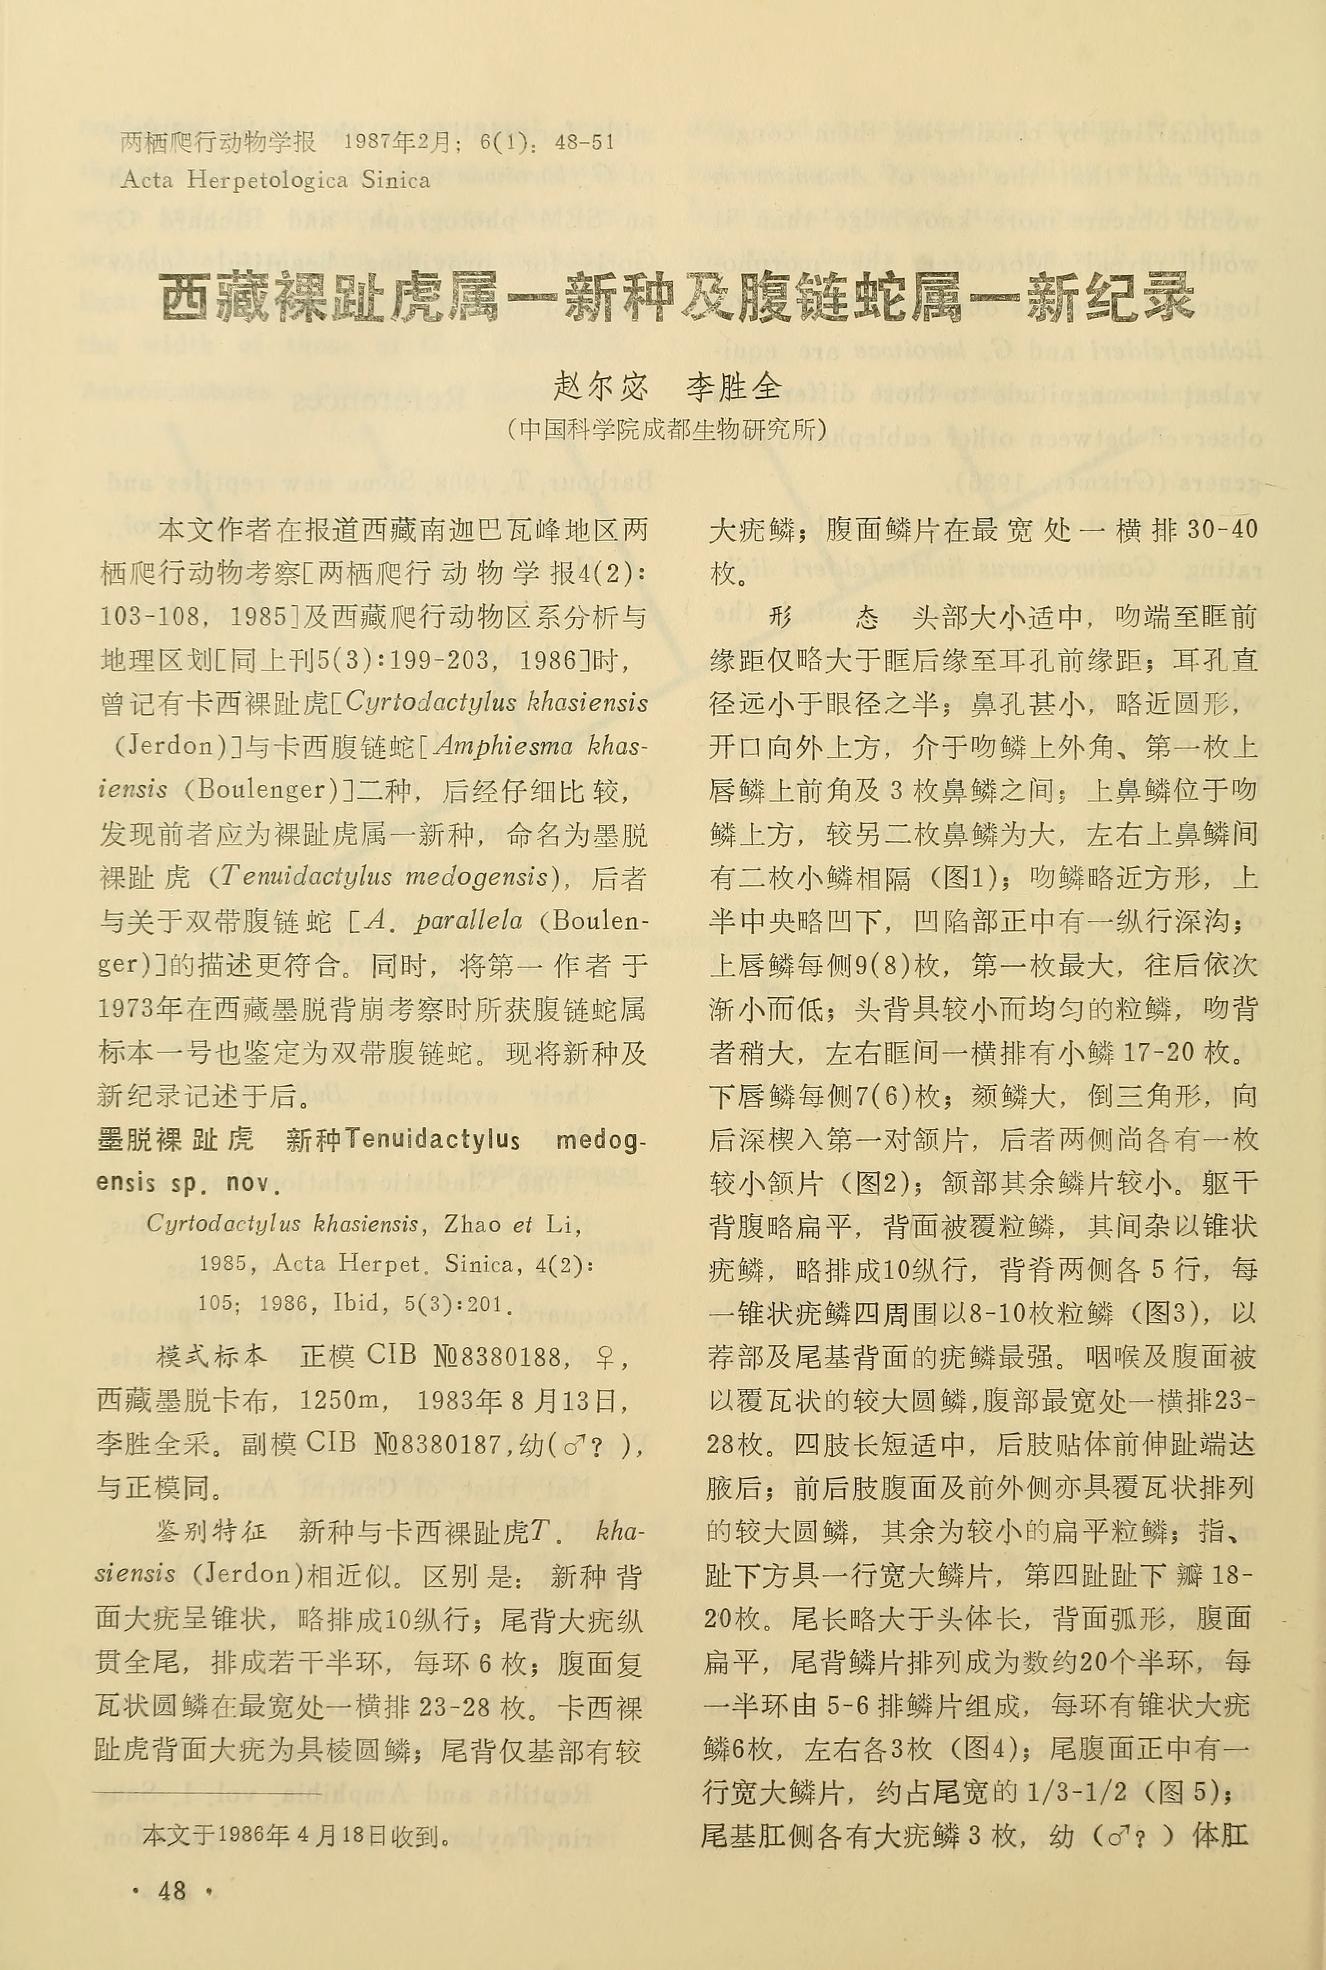 两栖爬行动物学报 1987年2月; 6(1): 48-51
Acta Herpetologica Sinica
西藏裸趾虎属一新种及腹链蛇属一新纪录
赵尔宓 李胜全
(中国科学院成都生物研究所)
本文作者在报道西藏南迦巴瓦峰地区两
栖爬行动物考察[两栖爬行动物学报4(2):
103-108, 1985]及西藏爬行动物区系分析与
地理区划[同上刊5(3):199-203, 1986]时,
曾记有卡西裸趾虎[Cyrtodactylus khasiensis
(Jerdon)]与卡西腹链蛇[Amphiesma khas-
iensis (Boulenger)]二种, 后经仔细比较,
发现前者应为裸趾虎属一新种, 命名为墨脱
裸趾虎 (Tenuidactylus medogensis), 后者
与关于双带腹链蛇 [A. parallela (Boulen-
ger)]的描述更符合。同时, 将第一作者于
1973年在西藏墨脱背崩考察时所获腹链蛇属
标本一号也鉴定为双带腹链蛇。现将新种及
新纪录记述于后。
墨脱裸趾虎 新种Tenuidactylus medog-
ensis sp. nov.
Cyrtodactylus khasiensis, Zhao et Li,
1985, Acta Herpet. Sinica, 4(2):
105; 1986, Ibid, 5(3):201.
模式标本 正模 CIB №8380188, ♀,
西藏墨脱卡布, 1250m, 1983年8月13日,
李胜全采。副模 CIB №8380187,幼(♂? ),
与正模同。
鉴别特征 新种与卡西裸趾虎T. kha-
siensis (Jerdon)相近似。区别是: 新种背
面大疣呈锥状, 略排成10纵行; 尾背大疣纵
贯全尾, 排成若干半环, 每环6枚; 腹面复
瓦状圆鳞在最宽处一横排 23-28 枚。卡西裸
趾虎背面大疣为具棱圆鳞; 尾背仅基部有较
本文于1986年4月18日收到。
· 48 ·
大疣鳞; 腹面鳞片在最宽处一横排30-40
枚。
形 态 头部大小适中, 吻端至眶前
缘距仅略大于眶后缘至耳孔前缘距; 耳孔直
径远小于眼径之半; 鼻孔甚小, 略近圆形,
开口向外上方, 介于吻鳞上外角、第一枚上
唇鳞上前角及3枚鼻鳞之间; 上鼻鳞位于吻
鳞上方, 较另二枚鼻鳞为大, 左右上鼻鳞间
有二枚小鳞相隔 (图1); 吻鳞略近方形, 上
半中央略凹下, 凹陷部正中有一纵行深沟;
上唇鳞每侧9(8)枚, 第一枚最大, 往后依次
渐小而低; 头背具较小而均匀的粒鳞, 吻背
者稍大, 左右眶间一横排有小鳞 17-20 枚。
下唇鳞每侧7(6)枚; 颏鳞大, 倒三角形, 向
后深楔入第一对颔片, 后者两侧尚各有一枚
较小颔片 (图2); 颔部其余鳞片较小。躯干
背腹略扁平, 背面被覆粒鳞, 其间杂以锥状
疣鳞, 略排成10纵行, 背脊两侧各5行, 每
一锥状疣鳞四周围以8-10枚粒鳞 (图3), 以
荐部及尾基背面的疣鳞最强。咽喉及腹面被
以覆瓦状的较大圆鳞,腹部最宽处一横排23-
28枚。四肢长短适中, 后肢贴体前伸趾端达
腋后; 前后肢腹面及前外侧亦具覆瓦状排列
的较大圆鳞, 其余为较小的扁平粒鳞; 指、
趾下方具一行宽大鳞片, 第四趾趾下瓣 18-
20枚。尾长略大于头体长, 背面弧形, 腹面
扁平, 尾背鳞片排列成为数约20个半环, 每
一半环由 5-6 排鳞片组成, 每环有锥状大疣
鳞6枚, 左右各3枚 (图4); 尾腹面正中有一
行宽大鳞片, 约占尾宽的 1/3-1/2 (图 5);
尾基肛侧各有大疣鳞3枚, 幼 (♂? ) 体肛